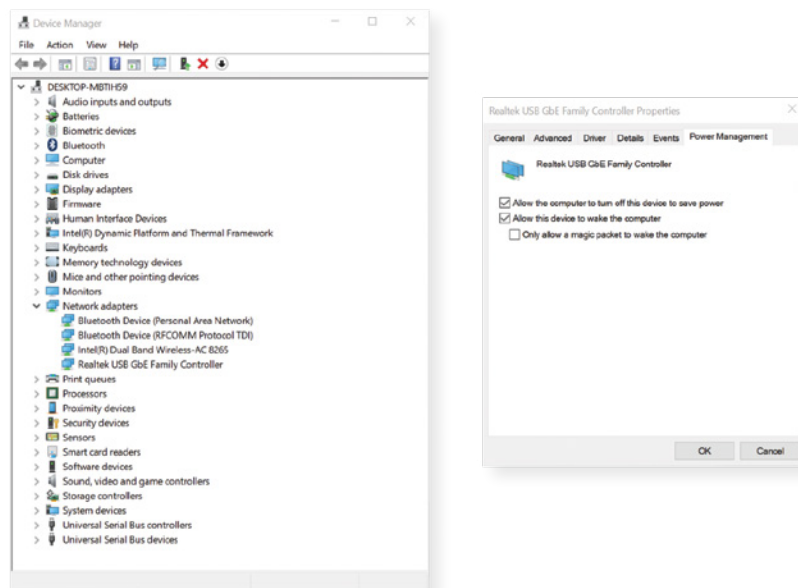 Device Manager
File Action View Help
DESKTOP-MBTIH59
Audio inputs and outputs
Batteries
Biometric devices
Bluetooth
Computer
Disk drives
Display adapters
Firmware
Human Interface Devices
Intel(R) Dynamic Platform and Thermal Framework
Keyboards
Memory technology devices
Mice and other pointing devices
Monitors
Network adapters
Bluetooth Device (Personal Area Network)
Bluetooth Device (RFCOMM Protocol TDI)
Intel(R) Dual Band Wireless-AC 8265
Realtek USB GbE Family Controller
Print queues
Processors
Proximity devices
Security devices
Sensors
Smart card readers
Software devices
Sound, video and game controllers
Storage controllers
System devices
Universal Serial Bus controllers
Universal Serial Bus devices
Realtek USB GbE Family Controller Properties
General Advanced Driver Details Events Power Management
Realtek USB GbE Family Controller
Allow the computer to turn off this device to save power
Allow this device to wake the computer
Only allow a magic packet to wake the computer
OK Cancel